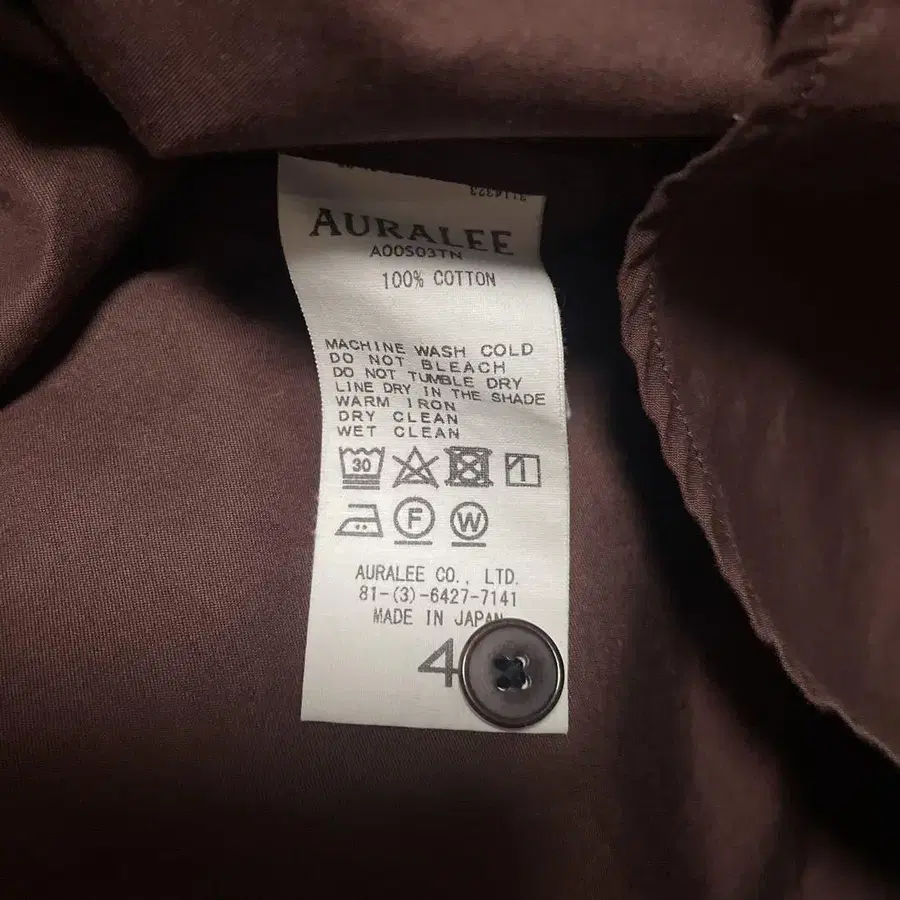 AURALEE
A00S03TN
100% COTTON
MACHINE WASH COLD
DO NOT BLEACH
DO NOT TUMBLE DRY
LINE DRY IN THE SHADE
WARM IRON
DRY CLEAN
WET CLEAN
30
F W
AURALEE CO., LTD.
81-(3)-6427-7141
MADE IN JAPAN
4